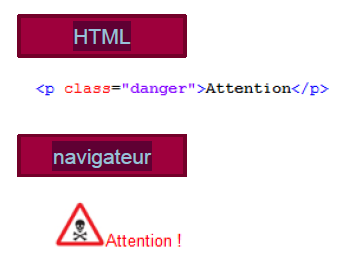 HTML
<p class="danger">Attention</p>
navigateur
Attention !